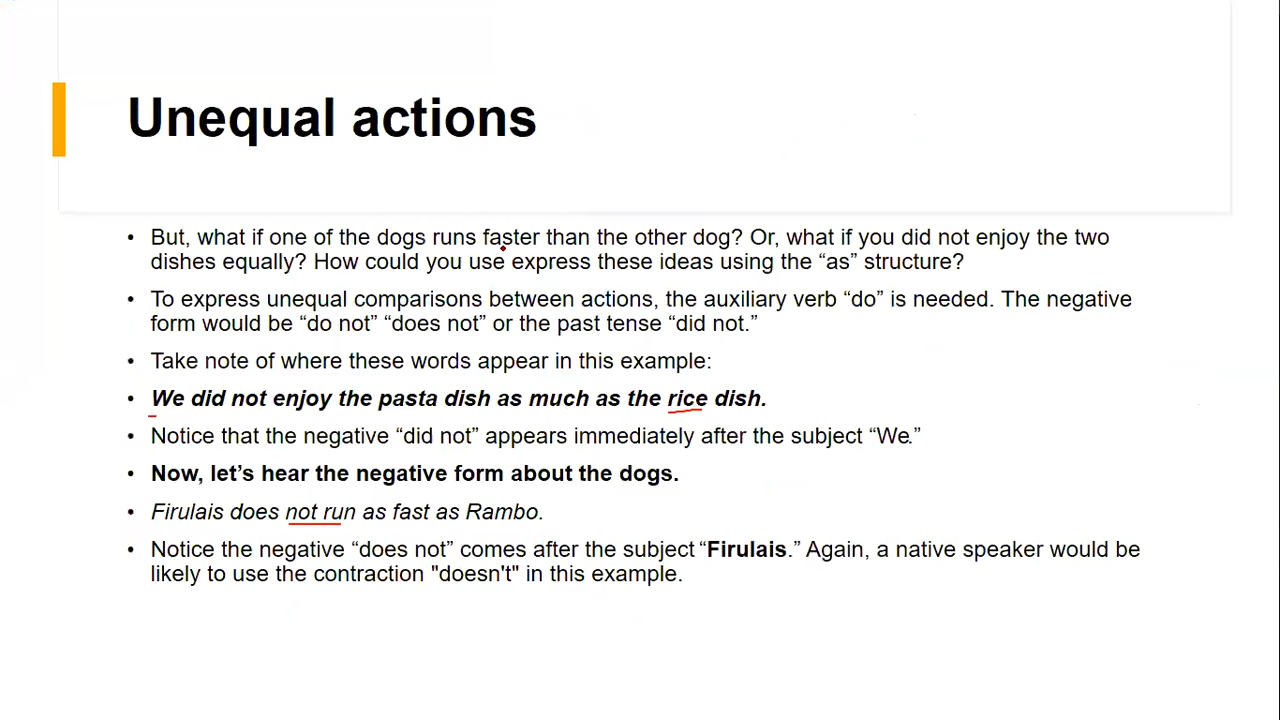 Unequal actions
• But, what if one of the dogs runs faster than the other dog? Or, what if you did not enjoy the two
dishes equally? How could you use express these ideas using the “as” structure?
• To express unequal comparisons between actions, the auxiliary verb “do” is needed. The negative
form would be “do not” “does not” or the past tense “did not.”
• Take note of where these words appear in this example:
• We did not enjoy the pasta dish as much as the rice dish.
• Notice that the negative “did not” appears immediately after the subject “We.”
• Now, let’s hear the negative form about the dogs.
• Firulais does not run as fast as Rambo.
• Notice the negative “does not” comes after the subject “Firulais.” Again, a native speaker would be
likely to use the contraction "doesn't" in this example.